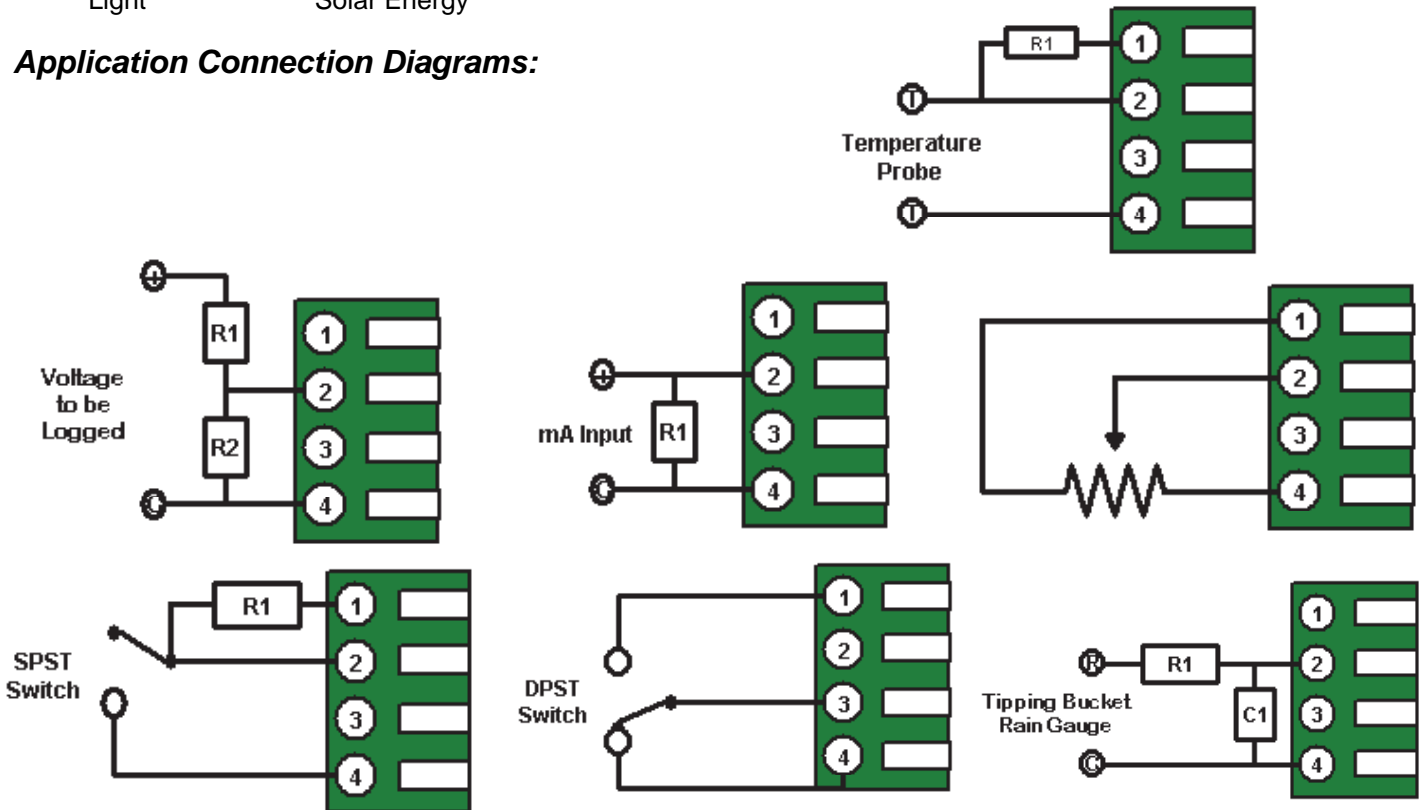 Light Solar Energy
Application Connection Diagrams:
R1
1
T
2
Temperature
Probe
3
T
4
+
R1
1
Voltage
to be
Logged
2
R2
3
C
4
1
+
2
mA Input
R1
3
C
4
1
2
3
4
R1
1
SPST
Switch
2
3
4
1
2
DPST
Switch
3
4
1
R
R1
2
Tipping Bucket
Rain Gauge
C1
3
C
4